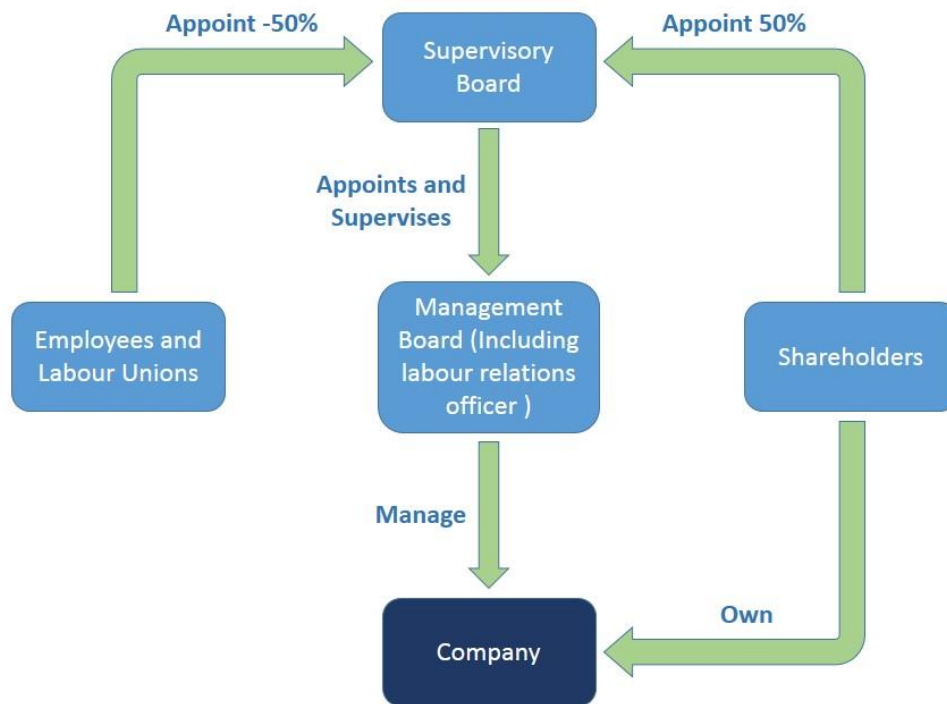 Appoint -50%
Appoint 50%
Supervisory
Board
Appoints and
Supervises
Employees and
Labour Unions
Management
Board (Including
labour relations
officer )
Shareholders
Manage
Own
Company